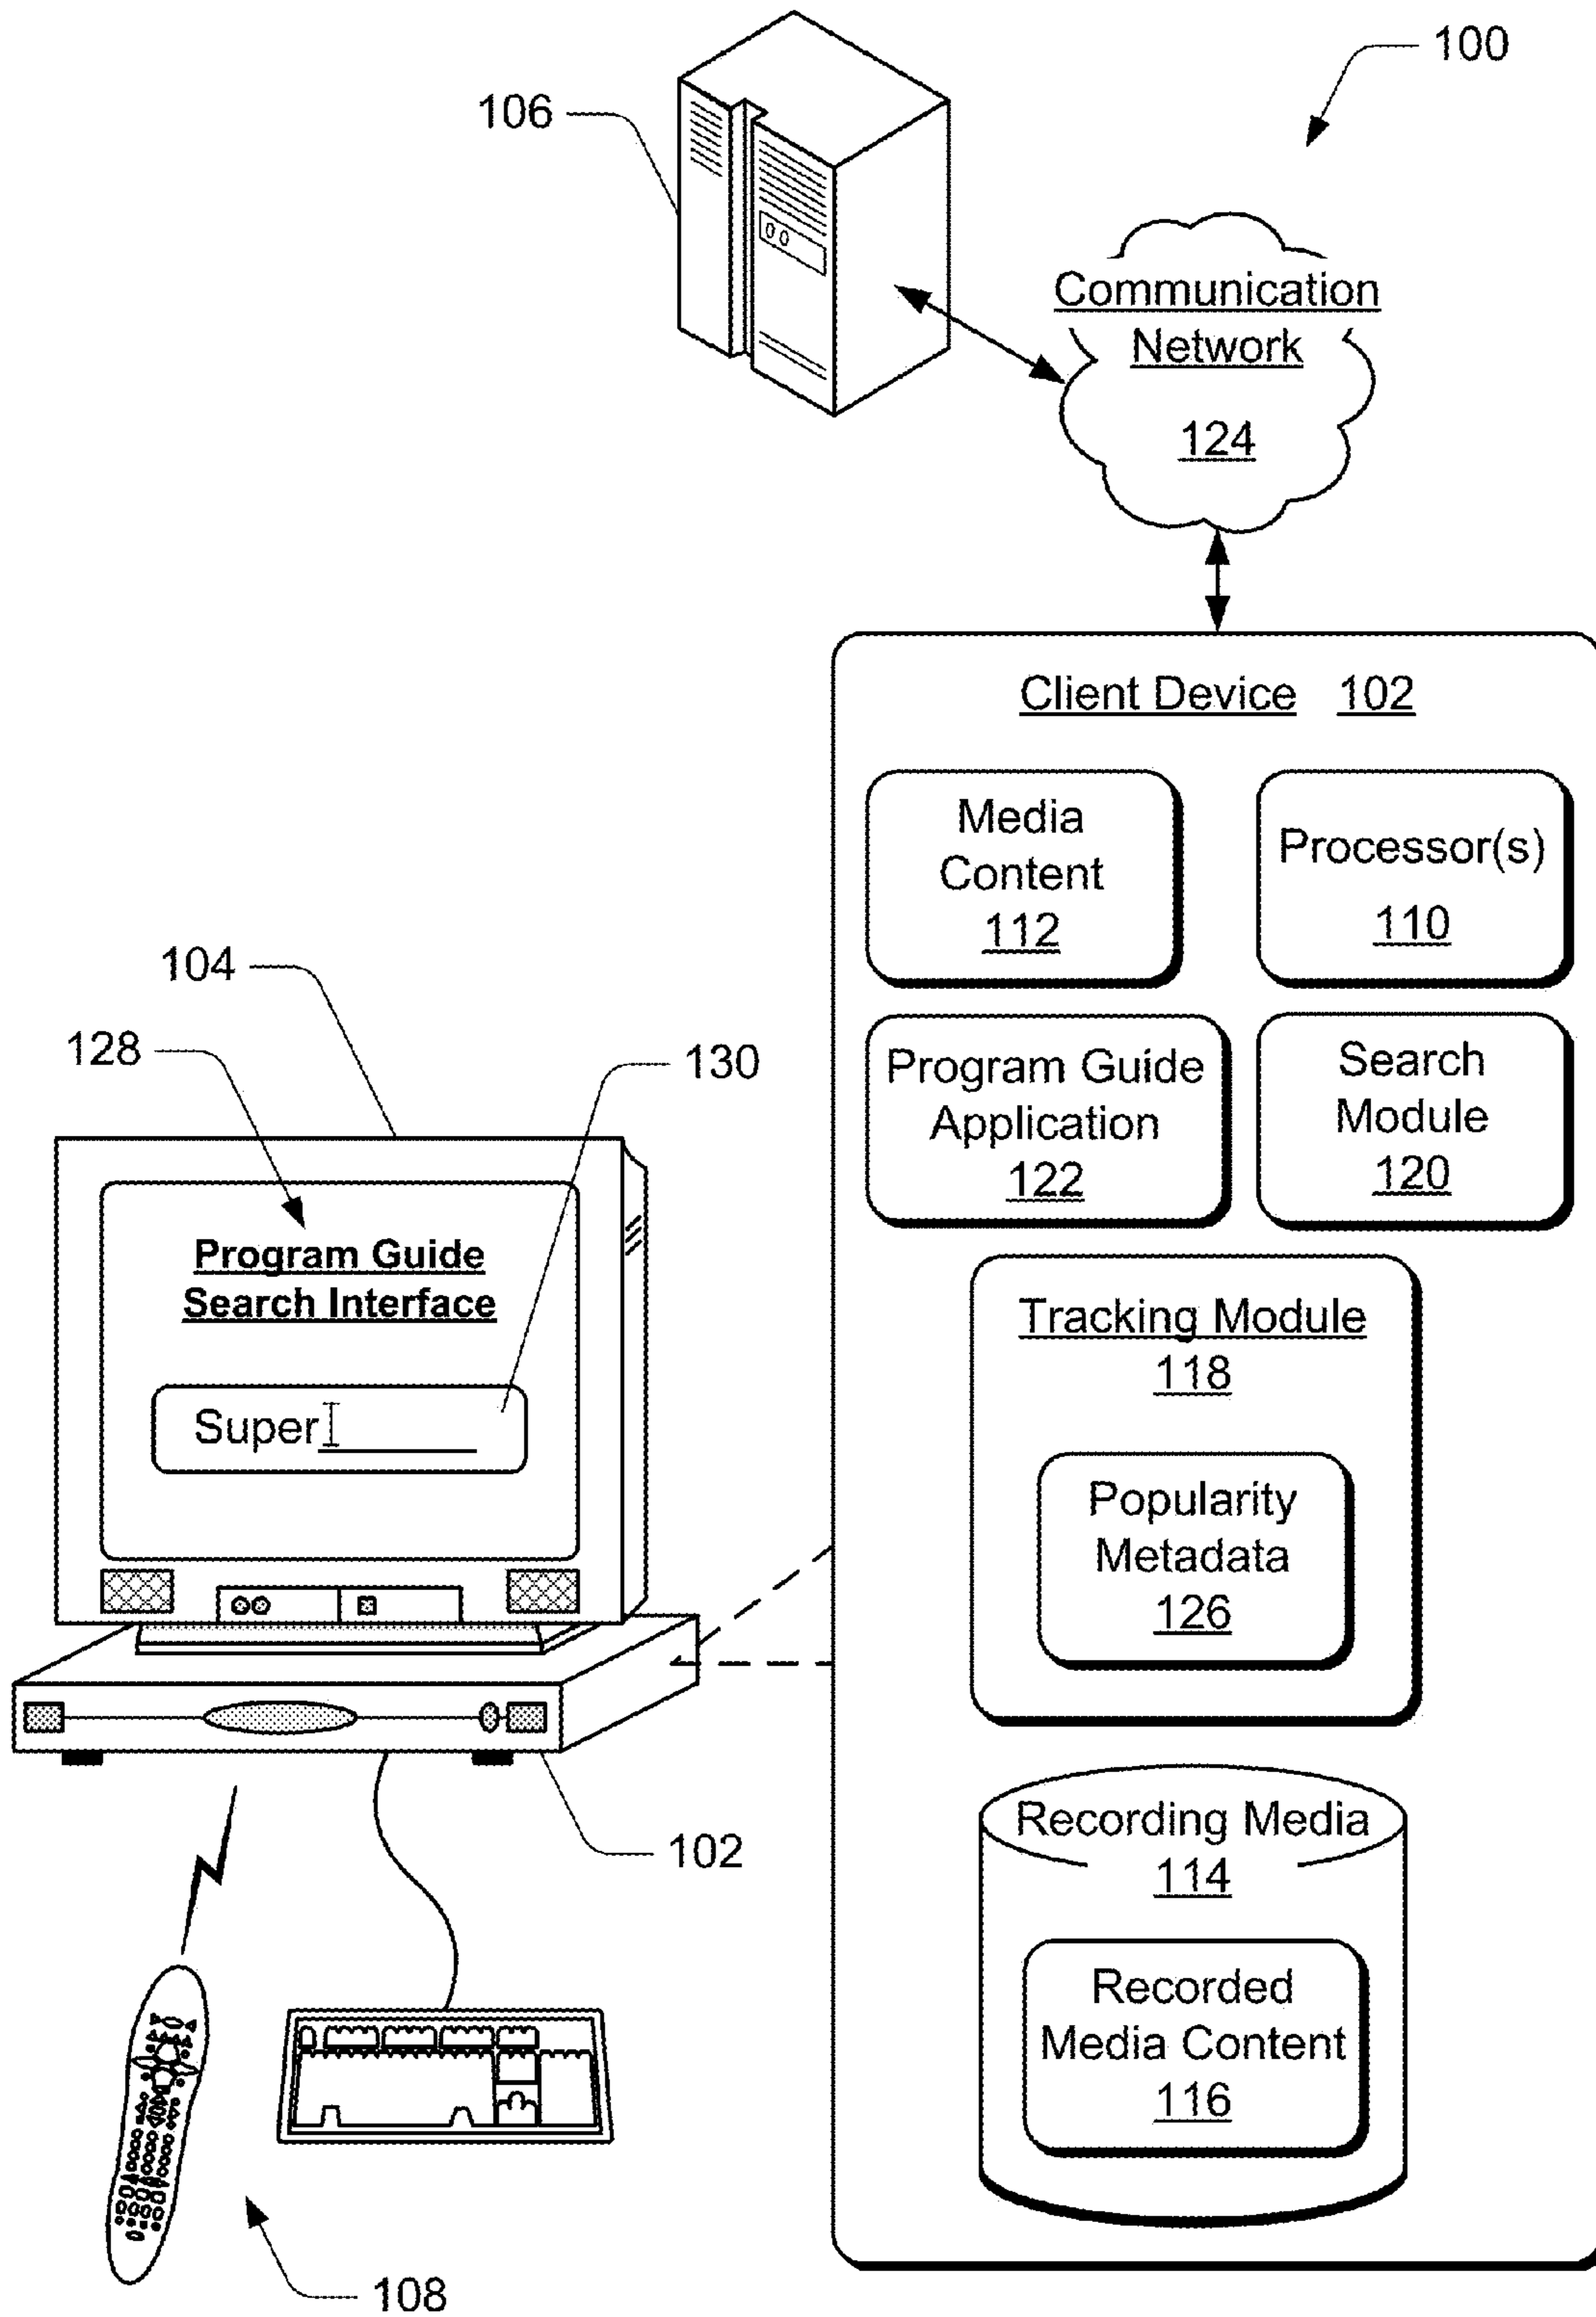 100
106
Communication
Network
124
Client Device 102
Media
Content
112
Processor(s)
110
Program Guide
Application
122
Search
Module
120
Tracking Module
118
Popularity
Metadata
126
Recording Media
114
Recorded
Media Content
116
104
128
130
Program Guide
Search Interface
Super
102
108